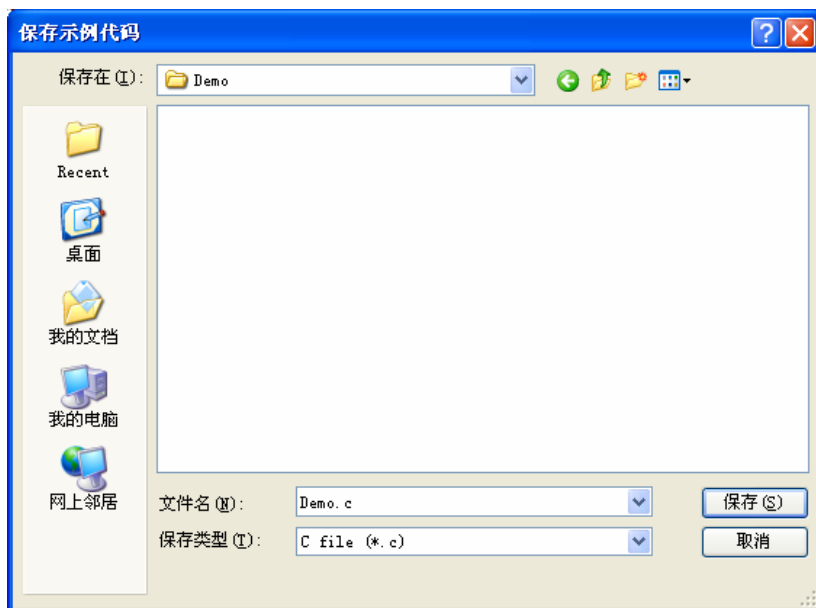 保存示例代码
保存在(I):
Demo
Recent
桌面
我的文档
我的电脑
网上邻居
文件名(N):
Demo.c
保存(S)
保存类型(T):
C file (*.c)
取消